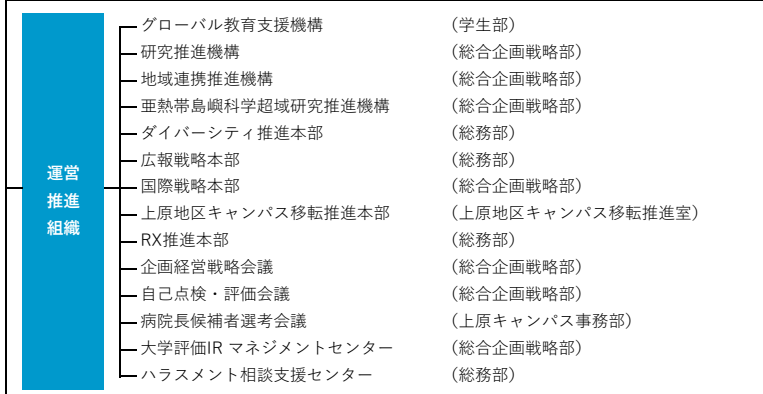 運営
推進
組織
グローバル教育支援機構 （学生部）
研究推進機構 （総合企画戦略部）
地域連携推進機構 （総合企画戦略部）
亜熱帯島嶼科学超域研究推進機構 （総合企画戦略部）
ダイバーシティ推進本部 （総務部）
広報戦略本部 （総務部）
国際戦略本部 （総合企画戦略部）
上原地区キャンパス移転推進本部 （上原地区キャンパス移転推進室）
RX推進本部 （総務部）
企画経営戦略会議 （総合企画戦略部）
自己点検・評価会議 （総合企画戦略部）
病院長候補者選考会議 （上原キャンパス事務部）
大学評価IR マネジメントセンター （総合企画戦略部）
ハラスメント相談支援センター （総務部）